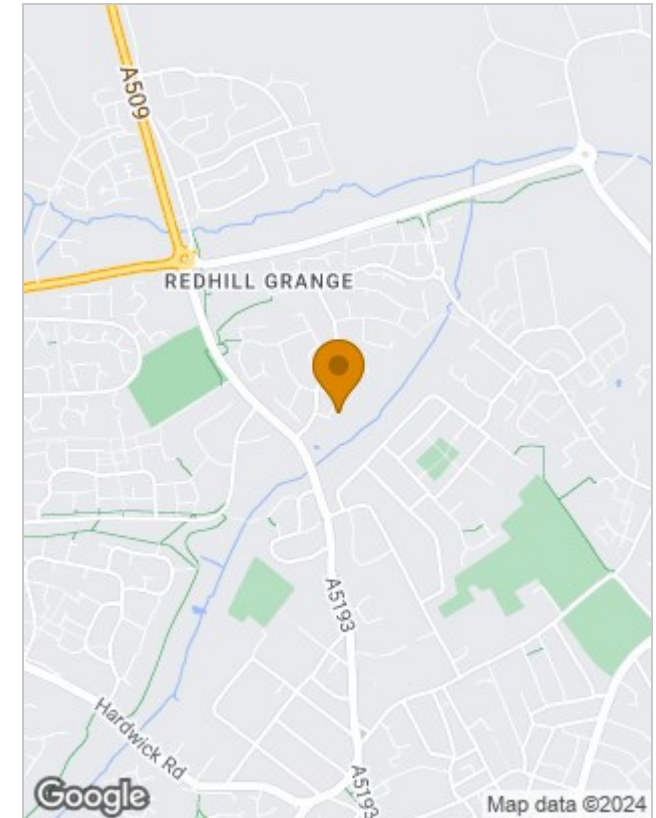 A509
REDHILL GRANGE
A5193
Hardwick Rd
A5193
Google
Map data ©2024